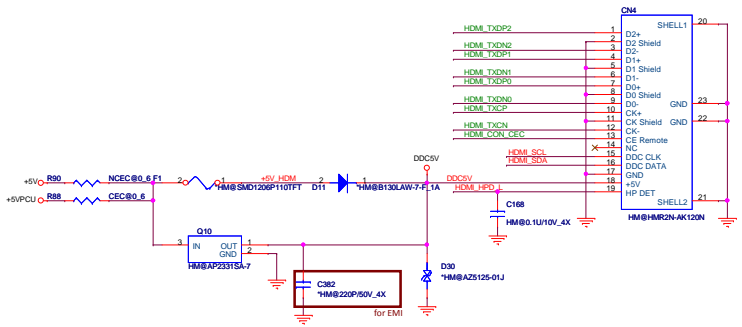 CN4
HDMI_TXDP2 1 D2+ SHELL1 20
2 D2 Shield
HDMI_TXDN2 3 D2-
HDMI_TXDP1 4 D1+
5 D1 Shield
HDMI_TXDN1 6 D1-
HDMI_TXDP0 7 D0+
8 D0 Shield
HDMI_TXDN0 9 D0- GND 23
HDMI_TXCP 10 CK+
11 CK Shield GND 22
HDMI_TXCN 12 CK-
HDMI_CON_CEC 13 CE Remote
14 NC
HDMI_SCL 15 DDC CLK
HDMI_SDA 16 DDC DATA
17 GND
DDC5V 18 +5V
HDMI_HPD_L 19 HP DET
SHELL2 21
HM@HMR2N-AK120N
DDC5V
+5V R90 NCEC@0_6 F1
2 1 +5V_HDM 2 1
*HM@SMD1206P110TFT D11 *HM@B130LAW-7-F_1A
+5VPCU R88 CEC@0_6
C168
HM@0.1U/10V_4X
Q10
3 IN OUT 1
GND 2
HM@AP2331SA-7
C382
*HM@220P/50V_4X
for EMI
D30
*HM@AZ5125-01J